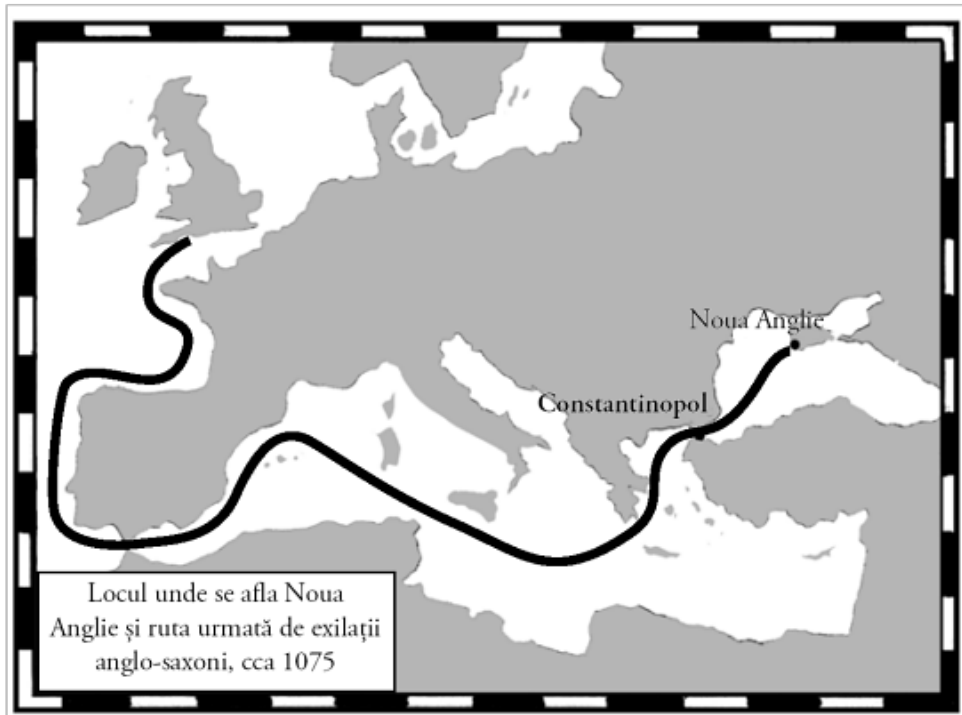 Noua Anglie
Constantinopol
Locul unde se afla Noua
Anglie și ruta urmată de exilații
anglo-saxoni, cca 1075